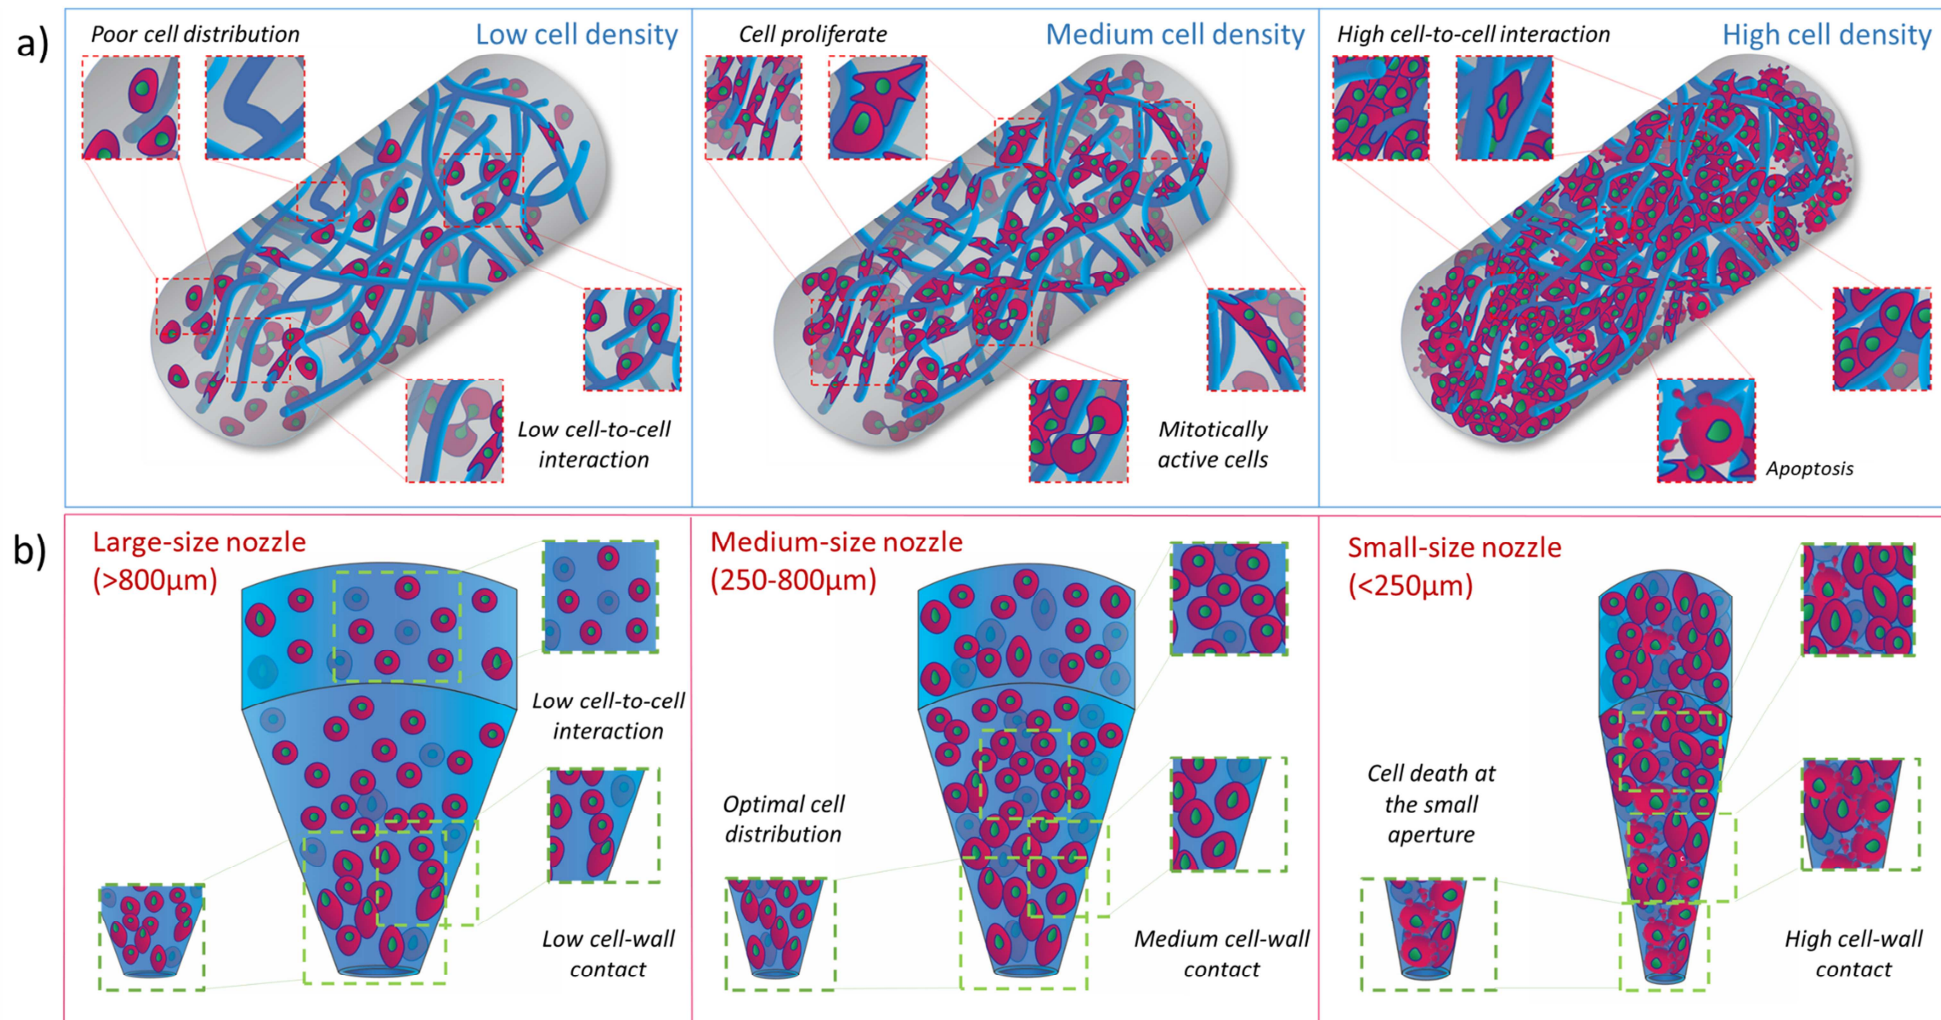 a)
Poor cell distribution
Low cell density
Low cell-to-cell
interaction
Cell proliferate
Medium cell density
Mitotically
active cells
High cell-to-cell interaction
High cell density
Apoptosis
b)
Large-size nozzle
(>800µm)
Low cell-to-cell
interaction
Low cell-wall
contact
Medium-size nozzle
(250-800µm)
Optimal cell
distribution
Medium cell-wall
contact
Small-size nozzle
(<250µm)
Cell death at
the small
aperture
High cell-wall
contact